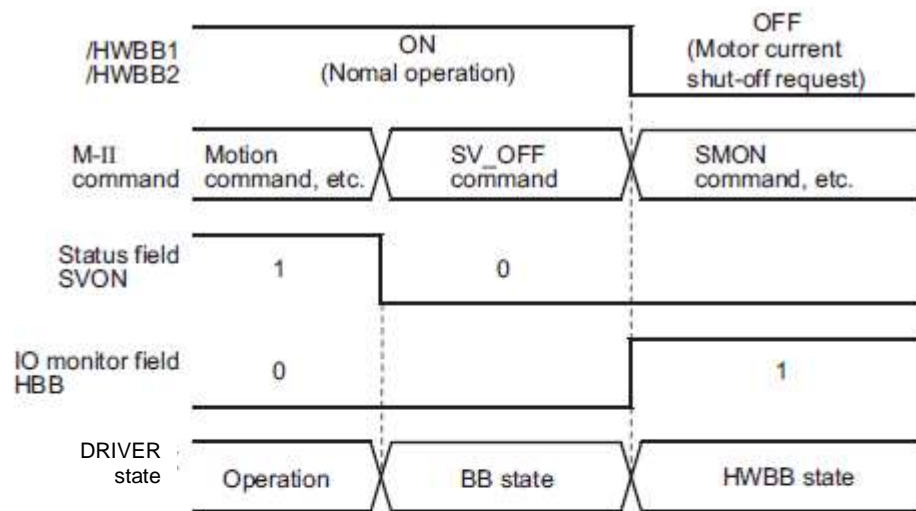 /HWBB1
/HWBB2
ON
(Nomal operation)
OFF
(Motor current
shut-off request)
M-II
command
Motion
command, etc.
SV_OFF
command
SMON
command, etc.
Status field
SVON
1
0
IO monitor field
HBB
0
1
DRIVER
state
Operation
BB state
HWBB state